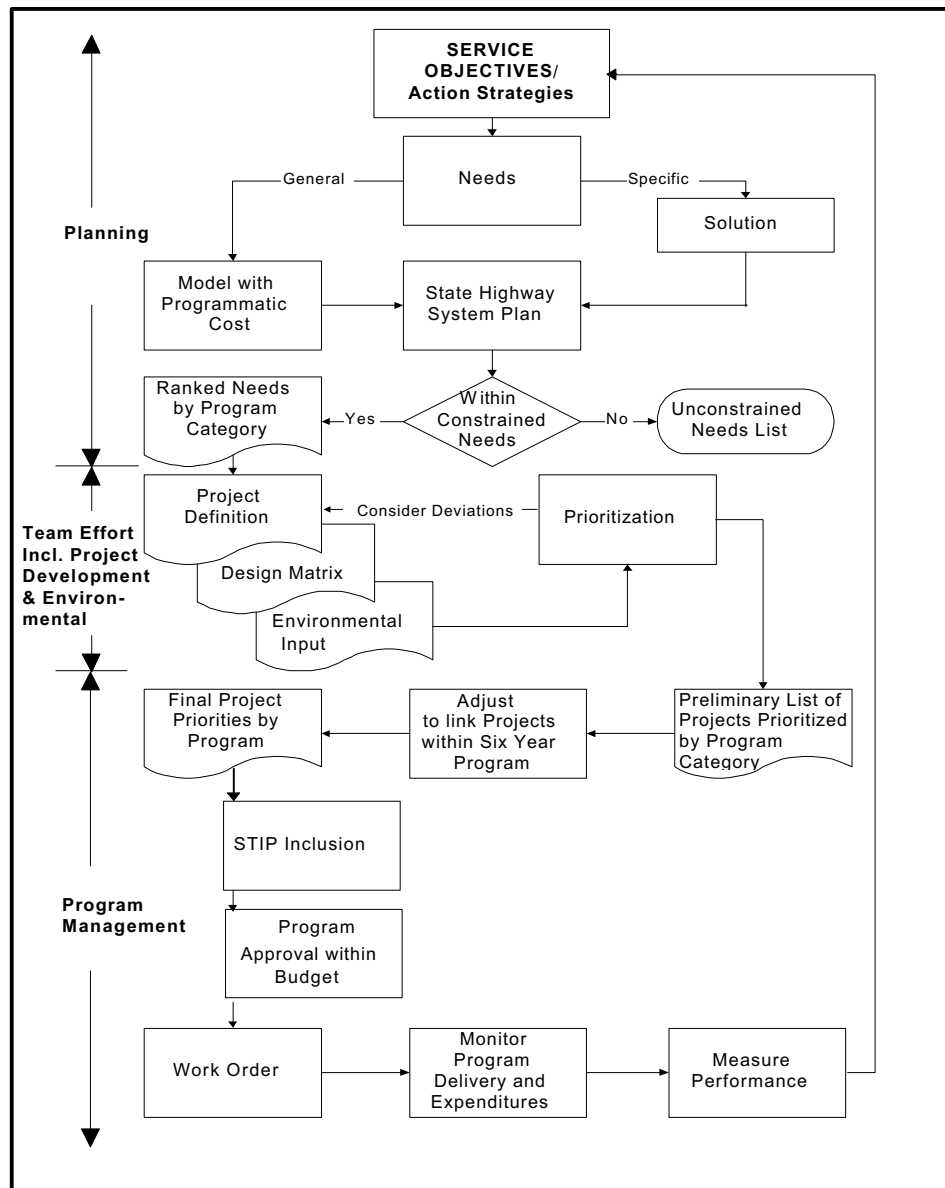 SERVICE
OBJECTIVES/
Action Strategies
General
Needs
Specific
Solution
Planning
Model with
Programmatic
Cost
State Highway
System Plan
Ranked Needs
by Program
Category
Yes
Within
Constrained
Needs
No
Unconstrained
Needs List
Team Effort
Incl. Project
Development
& Environ-
mental
Project
Definition
Consider Deviations
Prioritization
Design Matrix
Environmental
Input
Final Project
Priorities by
Program
Adjust
to link Projects
within Six Year
Program
Preliminary List of
Projects Prioritized
by Program
Category
STIP Inclusion
Program
Management
Program
Approval within
Budget
Work Order
Monitor
Program
Delivery and
Expenditures
Measure
Performance